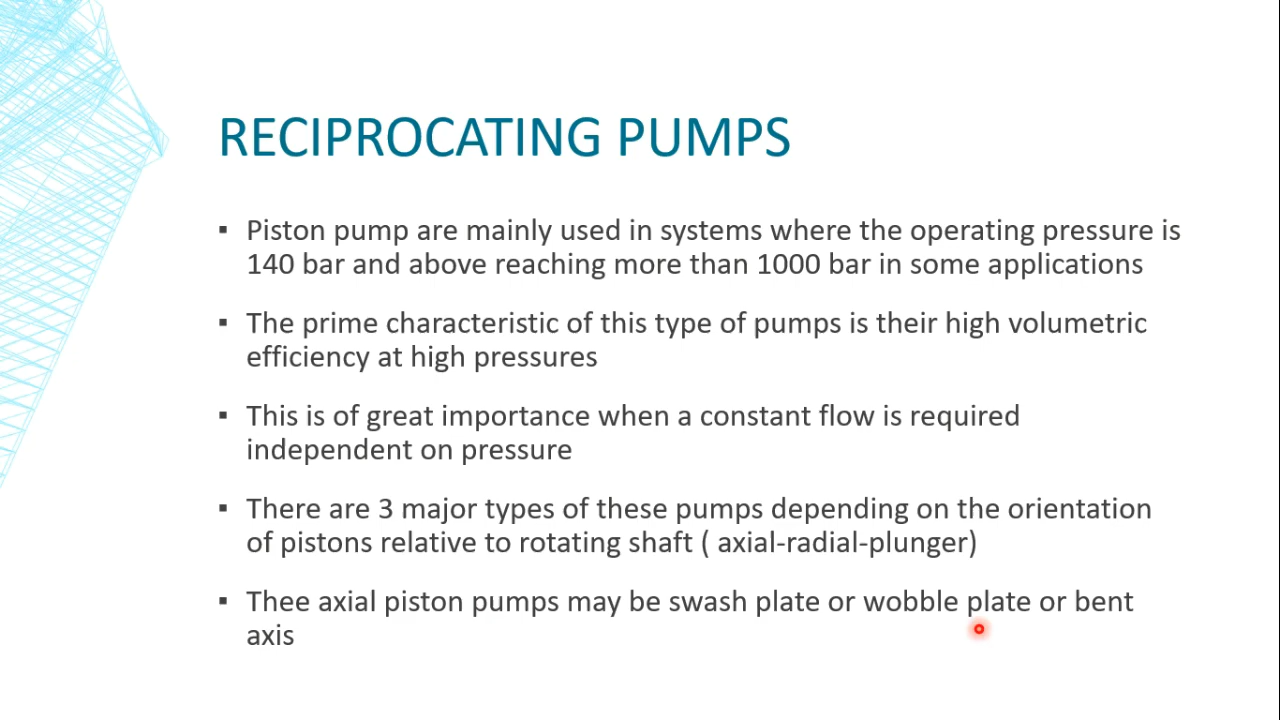 RECIPROCATING PUMPS
▪ Piston pump are mainly used in systems where the operating pressure is
140 bar and above reaching more than 1000 bar in some applications
▪ The prime characteristic of this type of pumps is their high volumetric
efficiency at high pressures
▪ This is of great importance when a constant flow is required
independent on pressure
▪ There are 3 major types of these pumps depending on the orientation
of pistons relative to rotating shaft ( axial-radial-plunger)
▪ Thee axial piston pumps may be swash plate or wobble plate or bent
axis